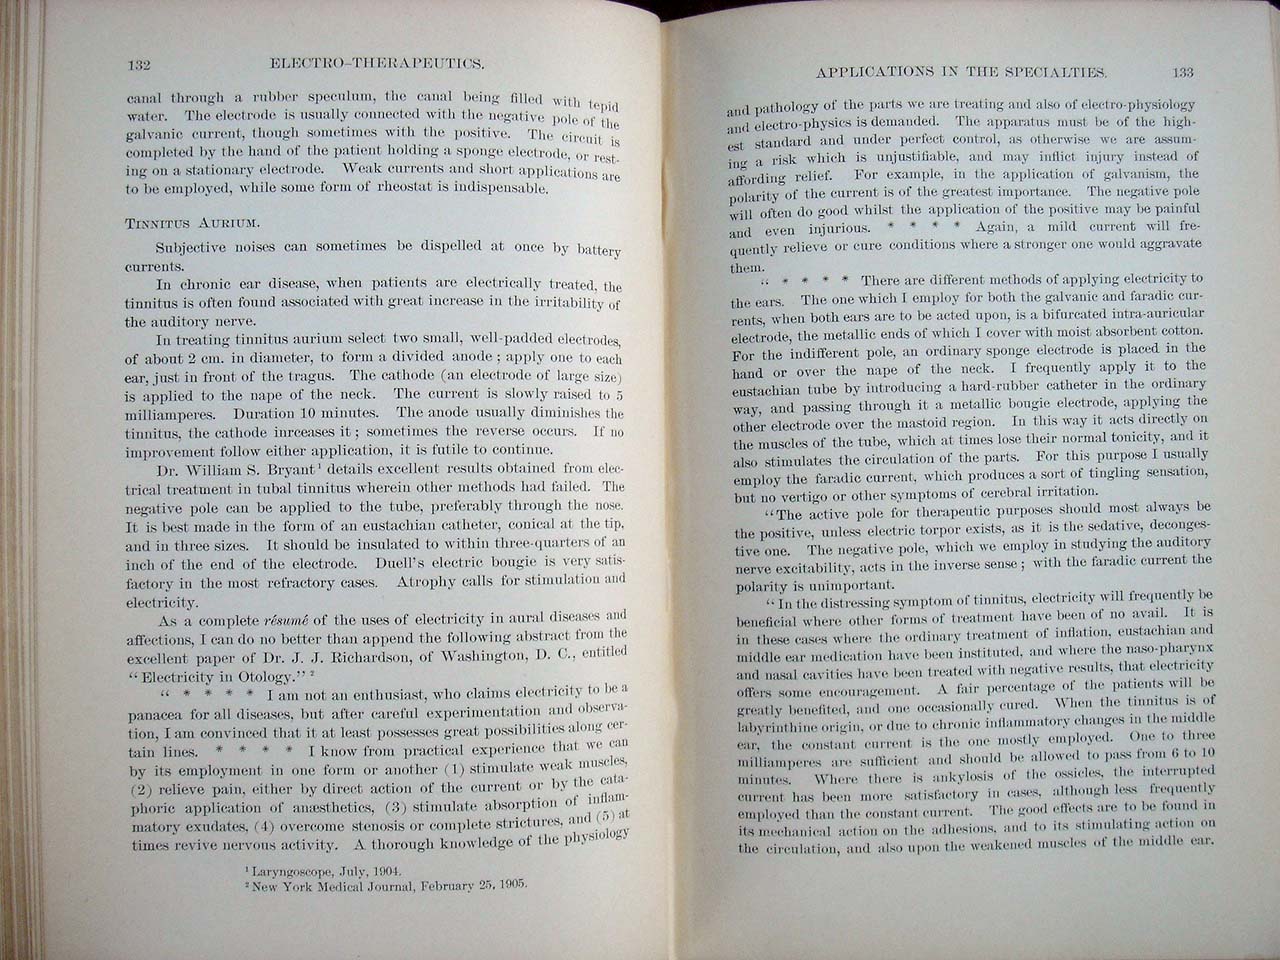 132
ELECTRO-THERAPEUTICS.
canal through a rubber speculum, the canal being filled with tepid
water. The electrode is usually connected with the negative pole of the
galvanic current, though sometimes with the positive. The circuit is
completed by the hand of the patient holding a sponge electrode, or rest-
ing on a stationary electrode. Weak currents and short applications are
to be employed, while some form of rheostat is indispensable.
TINNITUS AURIUM.
Subjective noises can sometimes be dispelled at once by battery
currents.
In chronic ear disease, when patients are electrically treated, the
tinnitus is often found associated with great increase in the irritability of
the auditory nerve.
In treating tinnitus aurium select two small, well-padded electrodes,
of about 2 cm. in diameter, to form a divided anode; apply one to each
ear, just in front of the tragus. The cathode (an electrode of large size)
is applied to the nape of the neck. The current is slowly raised to 5
milliamperes. Duration 10 minutes. The anode usually diminishes the
tinnitus, the cathode inrceases it; sometimes the reverse occurs. If no
improvement follow either application, it is futile to continue.
Dr. William S. Bryant¹ details excellent results obtained from elec-
trical treatment in tubal tinnitus wherein other methods had failed. The
negative pole can be applied to the tube, preferably through the nose.
It is best made in the form of an eustachian catheter, conical at the tip,
and in three sizes. It should be insulated to within three-quarters of an
inch of the end of the electrode. Duell's electric bougie is very satis-
factory in the most refractory cases. Atrophy calls for stimulation and
electricity.
As a complete résumé of the uses of electricity in aural diseases and
affections, I can do no better than append the following abstract from the
excellent paper of Dr. J. J. Richardson, of Washington, D. C., entitled
"Electricity in Otology." ²
" * * * * I am not an enthusiast, who claims electricity to be a
panacea for all diseases, but after careful experimentation and observa-
tion, I am convinced that it at least possesses great possibilities along cer-
tain lines. * * * * I know from practical experience that we can
by its employment in one form or another (1) stimulate weak muscles,
(2) relieve pain, either by direct action of the current or by the cata-
phoric application of anæsthetics, (3) stimulate absorption of inflam-
matory exudates, (4) overcome stenosis or complete strictures, and (5) at
times revive nervous activity. A thorough knowledge of the physiology
¹ Laryngoscope, July, 1904.
² New York Medical Journal, February 25, 1905.
APPLICATIONS IN THE SPECIALTIES.
133
and pathology of the parts we are treating and also of electro-physiology
and electro-physics is demanded. The apparatus must be of the high-
est standard and under perfect control, as otherwise we are assum-
ing a risk which is unjustifiable, and may inflict injury instead of
affording relief. For example, in the application of galvanism, the
polarity of the current is of the greatest importance. The negative pole
will often do good whilst the application of the positive may be painful
and even injurious. * * * * Again, a mild current will fre-
quently relieve or cure conditions where a stronger one would aggravate
them.
" * * * * There are different methods of applying electricity to
the ears. The one which I employ for both the galvanic and faradic cur-
rents, when both ears are to be acted upon, is a bifurcated intra-auricular
electrode, the metallic ends of which I cover with moist absorbent cotton.
For the indifferent pole, an ordinary sponge electrode is placed in the
hand or over the nape of the neck. I frequently apply it to the
eustachian tube by introducing a hard-rubber catheter in the ordinary
way, and passing through it a metallic bougie electrode, applying the
other electrode over the mastoid region. In this way it acts directly on
the muscles of the tube, which at times lose their normal tonicity, and it
also stimulates the circulation of the parts. For this purpose I usually
employ the faradic current, which produces a sort of tingling sensation,
but no vertigo or other symptoms of cerebral irritation.
"The active pole for therapeutic purposes should most always be
the positive, unless electric torpor exists, as it is the sedative, deconges-
tive one. The negative pole, which we employ in studying the auditory
nerve excitability, acts in the inverse sense; with the faradic current the
polarity is unimportant.
"In the distressing symptom of tinnitus, electricity will frequently be
beneficial where other forms of treatment have been of no avail. It is
in these cases where the ordinary treatment of inflation, eustachian and
middle ear medication have been instituted, and where the naso-pharynx
and nasal cavities have been treated with negative results, that electricity
offers some encouragement. A fair percentage of the patients will be
greatly benefited, and one occasionally cured. When the tinnitus is of
labyrinthine origin, or due to chronic inflammatory changes in the middle
ear, the constant current is the one mostly employed. One to three
milliamperes are sufficient and should be allowed to pass from 6 to 10
minutes. Where there is ankylosis of the ossicles, the interrupted
current has been more satisfactory in cases, although less frequently
employed than the constant current. The good effects are to be found in
its mechanical action on the adhesions, and to its stimulating action on
the circulation, and also upon the weakened muscles of the middle ear.